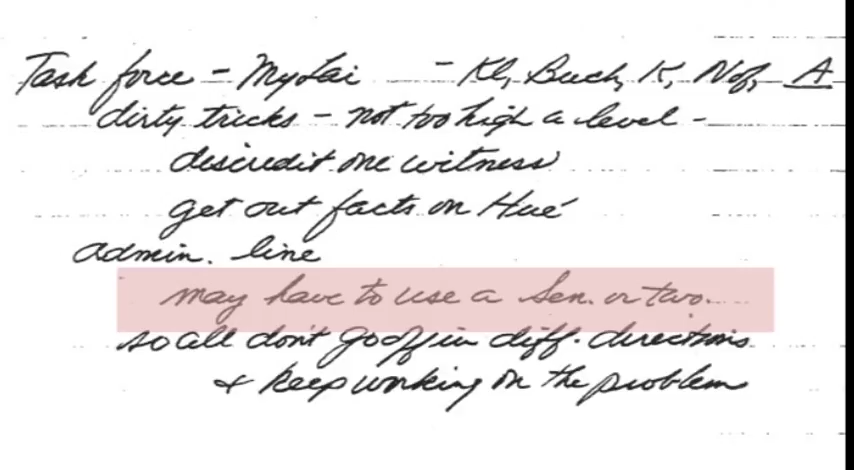 Task force - My Lai - Kl, Buch, K, Nof, A
dirty tricks - not too high a level -
discredit one witness
get out facts on Hué
admin. line
may have to use a Sen. or two.
so all don't go off in diff. directions
& keep working on the problem